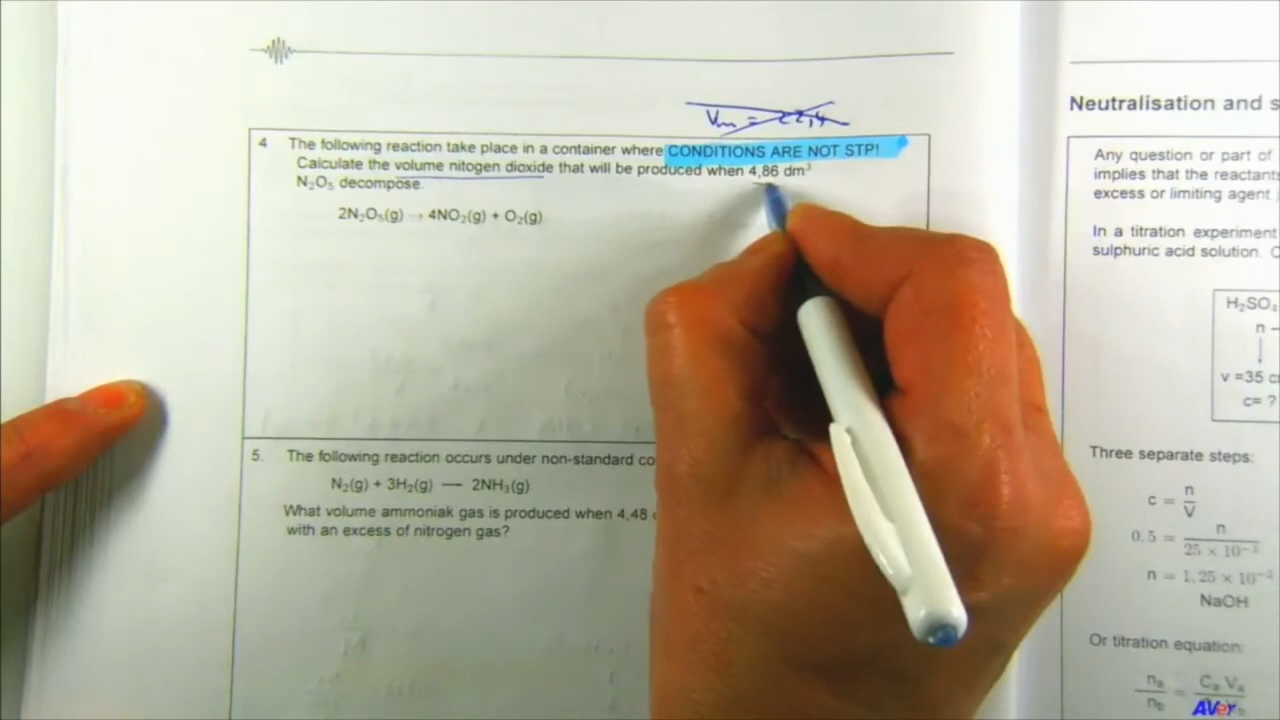 Vm = 22,4
4 The following reaction take place in a container where CONDITIONS ARE NOT STP!
Calculate the volume nitogen dioxide that will be produced when 4,86 dm³
N₂O₅ decompose.
2N₂O₅(g) → 4NO₂(g) + O₂(g)
5. The following reaction occurs under non-standard co
N₂(g) + 3H₂(g) — 2NH₃(g)
What volume ammoniak gas is produced when 4,48
with an excess of nitrogen gas?
Neutralisation and s
Any question or part of
implies that the reactants
excess or limiting agent
In a titration experiment
sulphuric acid solution.
H₂SO₄
n
v =35 c
c= ?
Three separate steps:
c = n/V
0.5 = n/25 × 10⁻³
n = 1,25 × 10⁻²
NaOH
Or titration equation:
nₐ/n_b = CₐVₐ
AVer